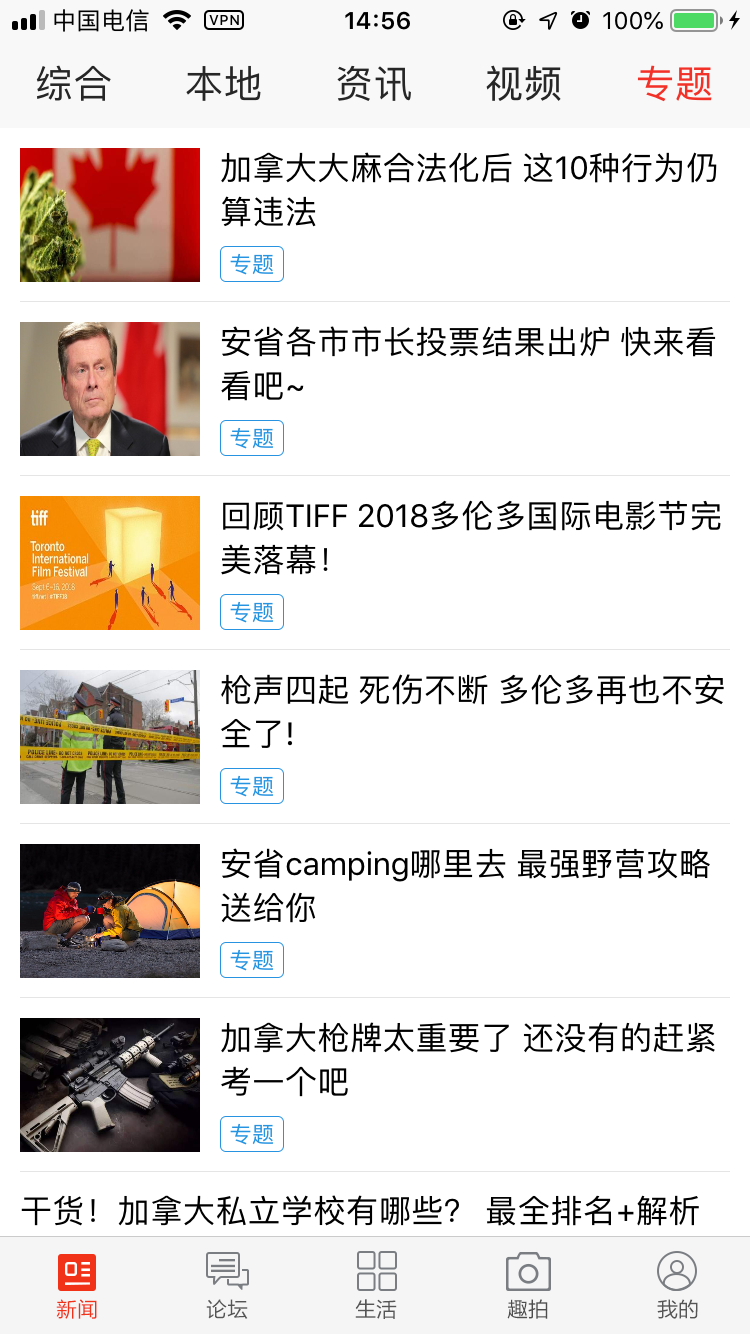 中国电信 VPN 14:56 100%
综合 本地 资讯 视频 专题
加拿大大麻合法化后 这10种行为仍
算违法
专题
安省各市市长投票结果出炉 快来看
看吧~
专题
tiff
Toronto
International
Film Festival
Sept 6–16, 2018
回顾TIFF 2018多伦多国际电影节完
美落幕！
专题
POLICE LINE DO NOT CROSS
枪声四起 死伤不断 多伦多再也不安
全了!
专题
安省camping哪里去 最强野营攻略
送给你
专题
加拿大枪牌太重要了 还没有的赶紧
考一个吧
专题
干货！加拿大私立学校有哪些？ 最全排名+解析
新闻 论坛 生活 趣拍 我的